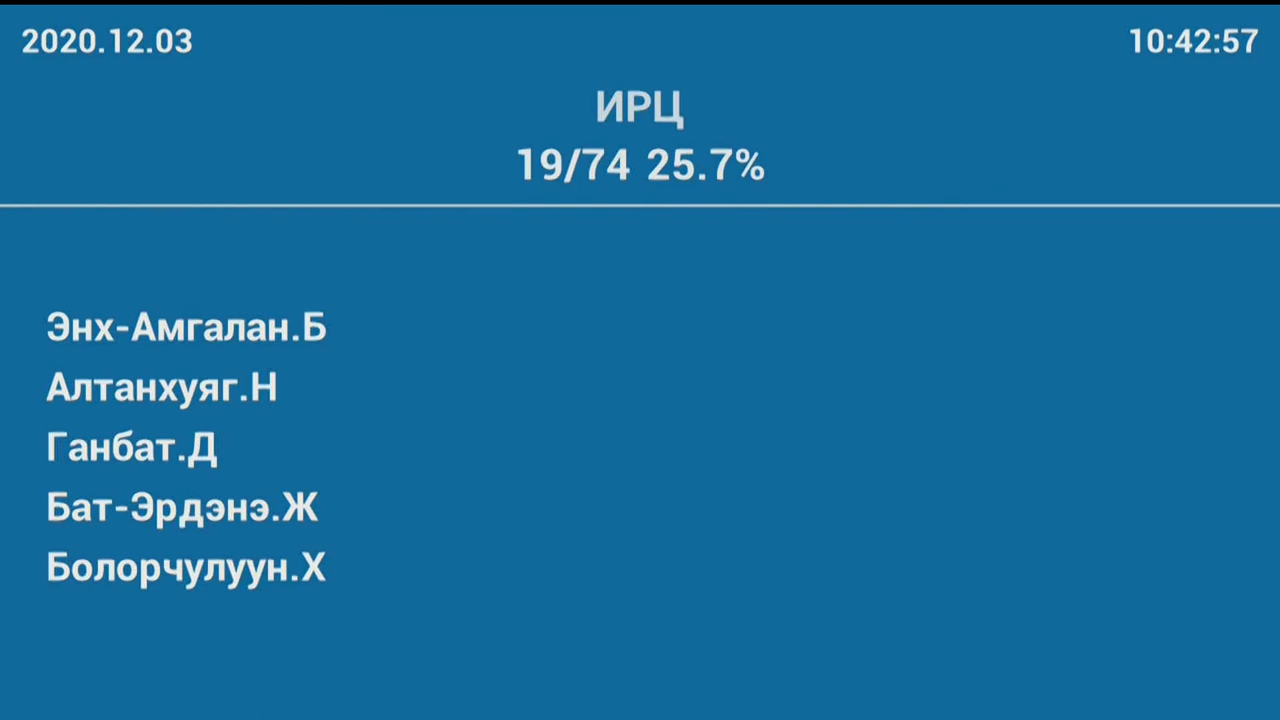 2020.12.03
10:42:57
ИРЦ
19/74 25.7%
Энх-Амгалан.Б
Алтанхуяг.Н
Ганбат.Д
Бат-Эрдэнэ.Ж
Болорчулуун.Х